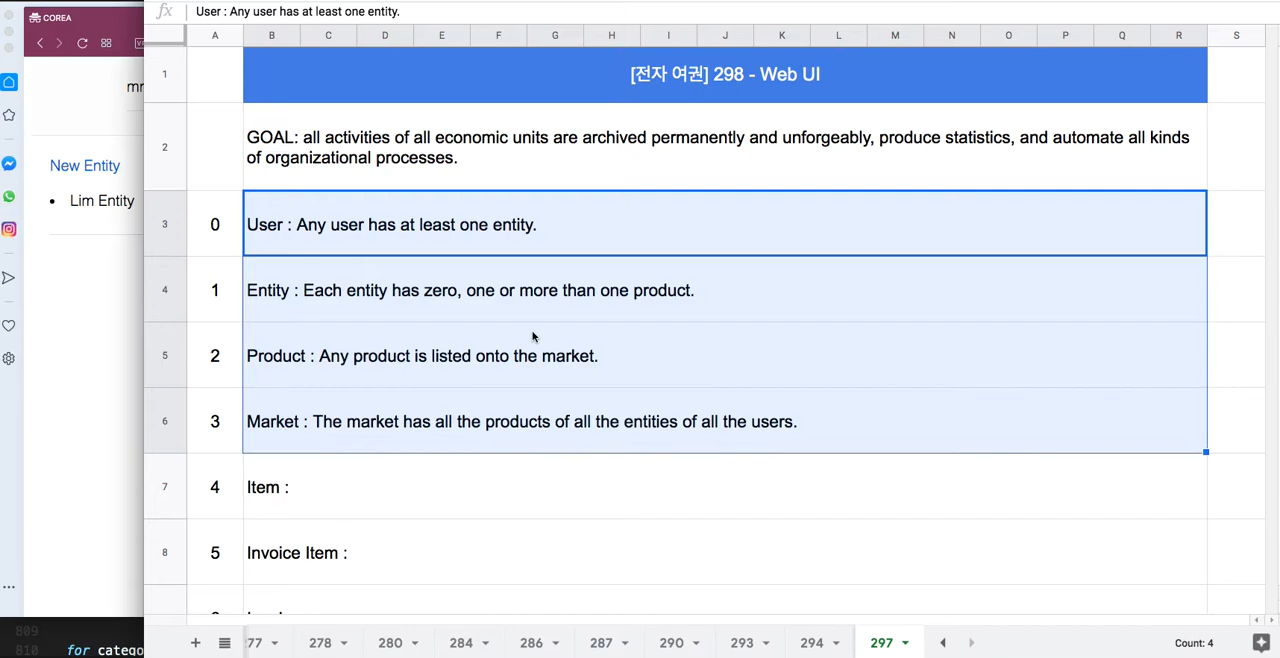 COREA
fx
User : Any user has at least one entity.
A B C D E F G H I J K L M N O P Q R S
1
[전자 여권] 298 - Web UI
2
GOAL: all activities of all economic units are archived permanently and unforgeably, produce statistics, and automate all kinds
of organizational processes.
3
0
User : Any user has at least one entity.
4
1
Entity : Each entity has zero, one or more than one product.
5
2
Product : Any product is listed onto the market.
6
3
Market : The market has all the products of all the entities of all the users.
7
4
Item :
8
5
Invoice Item :
New Entity
• Lim Entity
77 278 280 284 286 287 290 293 294 297
Count: 4
809
810 for catego